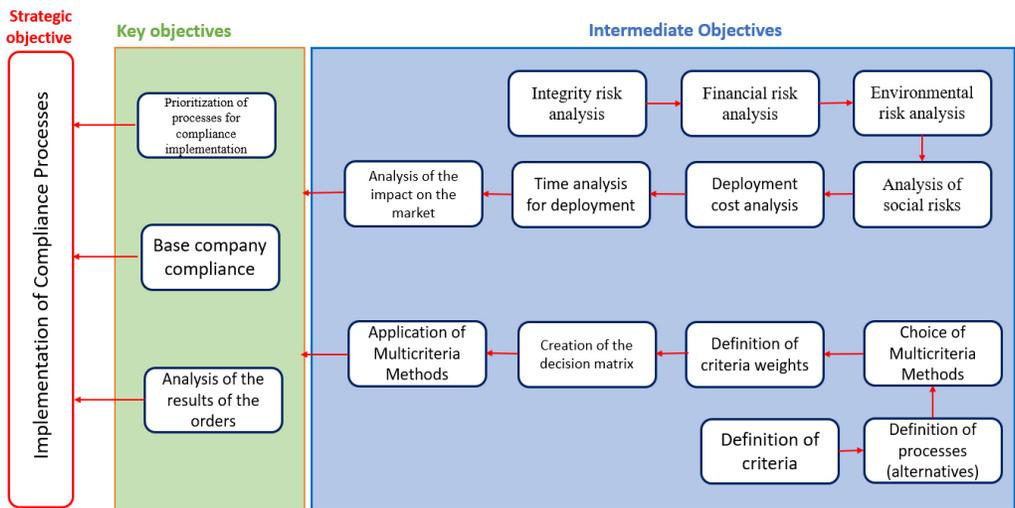 Strategic
objective
Key objectives
Intermediate Objectives
Implementation of Compliance Processes
Prioritization of
processes for
compliance
implementation
Base company
compliance
Analysis of the
results of the
orders
Integrity risk
analysis
Financial risk
analysis
Environmental
risk analysis
Analysis of the
impact on the
market
Time analysis
for deployment
Deployment
cost analysis
Analysis of
social risks
Application of
Multicriteria
Methods
Creation of the
decision matrix
Definition of
criteria weights
Choice of
Multicriteria
Methods
Definition of
criteria
Definition of
processes
(alternatives)